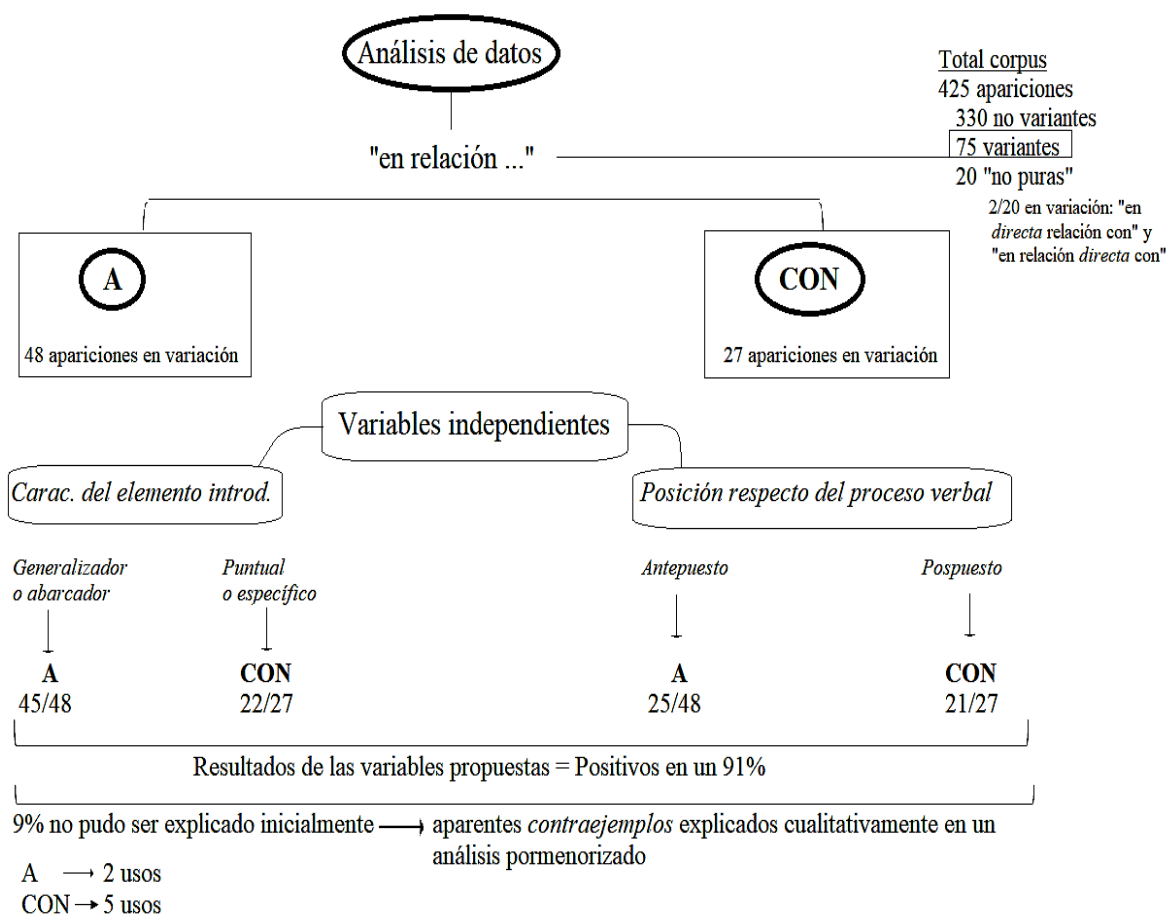 Análisis de datos
Total corpus
425 apariciones
330 no variantes
75 variantes
20 "no puras"
2/20 en variación: "en
directa relación con" y
"en relación directa con"
"en relación ..."
A
48 apariciones en variación
CON
27 apariciones en variación
Variables independientes
Carac. del elemento introd.
Posición respecto del proceso verbal
Generalizador
o abarcador
Puntual
o específico
Antepuesto
Pospuesto
A
45/48
CON
22/27
A
25/48
CON
21/27
Resultados de las variables propuestas = Positivos en un 91%
9% no pudo ser explicado inicialmente → aparentes contraejemplos explicados cualitativamente en un
análisis pormenorizado
A → 2 usos
CON → 5 usos